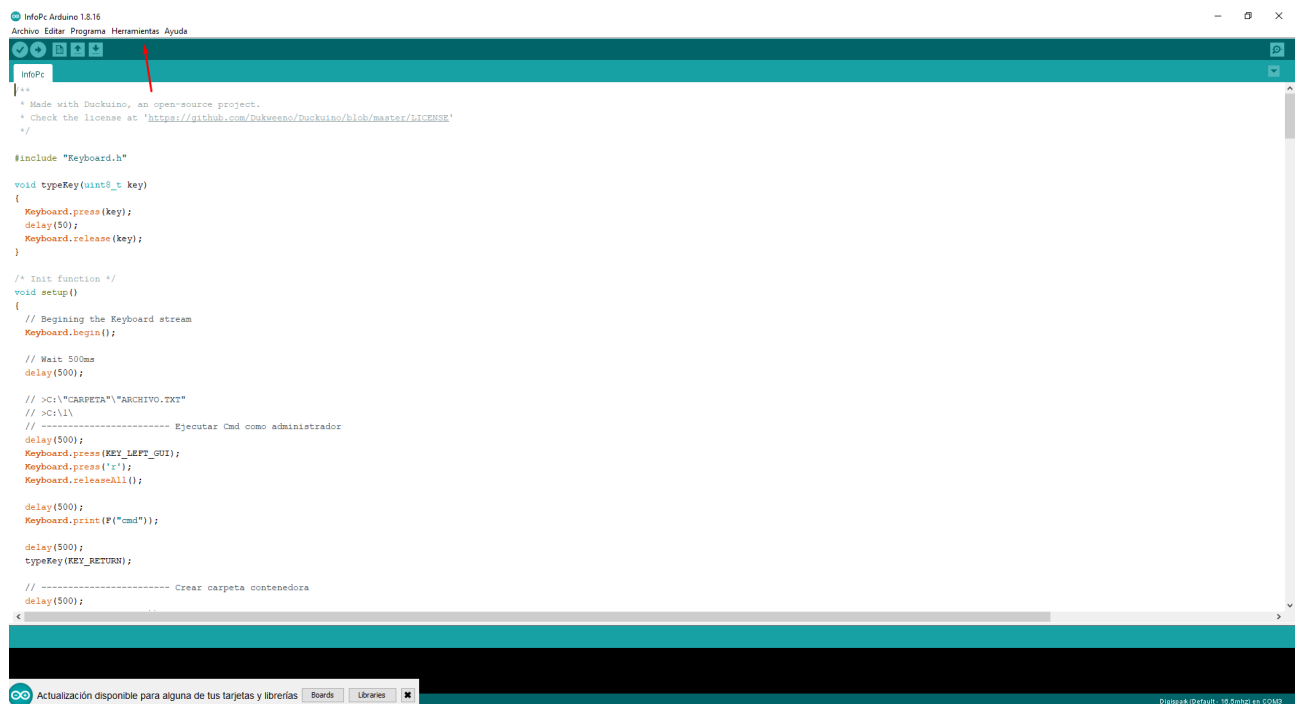 InfoPc Arduino 1.8.16
Archivo Editar Programa Herramientas Ayuda
InfoPc
/**
 * Made with Duckuino, an open-source project.
 * Check the license at 'https://github.com/Dukweeno/Duckuino/blob/master/LICENSE'
 */
#include "Keyboard.h"
void typeKey(uint8_t key)
{
  Keyboard.press(key);
  delay(50);
  Keyboard.release(key);
}
/* Init function */
void setup()
{
  // Begining the Keyboard stream
  Keyboard.begin();
  // Wait 500ms
  delay(500);
  // >C:\"CARPETA"\"ARCHIVO.TXT"
  // >C:\1\
  // ------------------------ Ejecutar Cmd como administrador
  delay(500);
  Keyboard.press(KEY_LEFT_GUI);
  Keyboard.press('r');
  Keyboard.releaseAll();
  delay(500);
  Keyboard.print(F("cmd"));
  delay(500);
  typeKey(KEY_RETURN);
  // ------------------------ Crear carpeta contenedora
  delay(500);
Actualización disponible para alguna de tus tarjetas y librerías Boards Libraries
Digispark (Default - 16.5mhz) en COM3